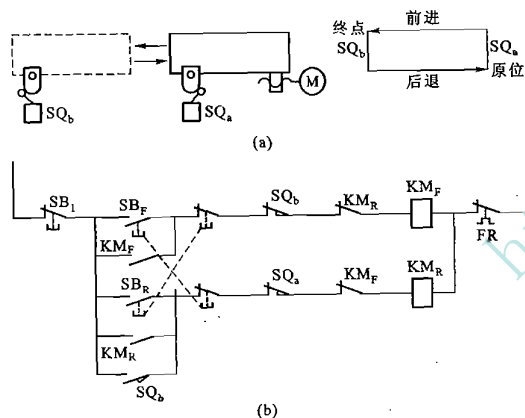 终点
前进
SQb
SQa
后退
原位
M
SQb
SQa
(a)
SB1
SBF
SQb
KMR
KMF
FR
KMF
SBR
SQa
KMF
KMR
KMR
SQb
(b)